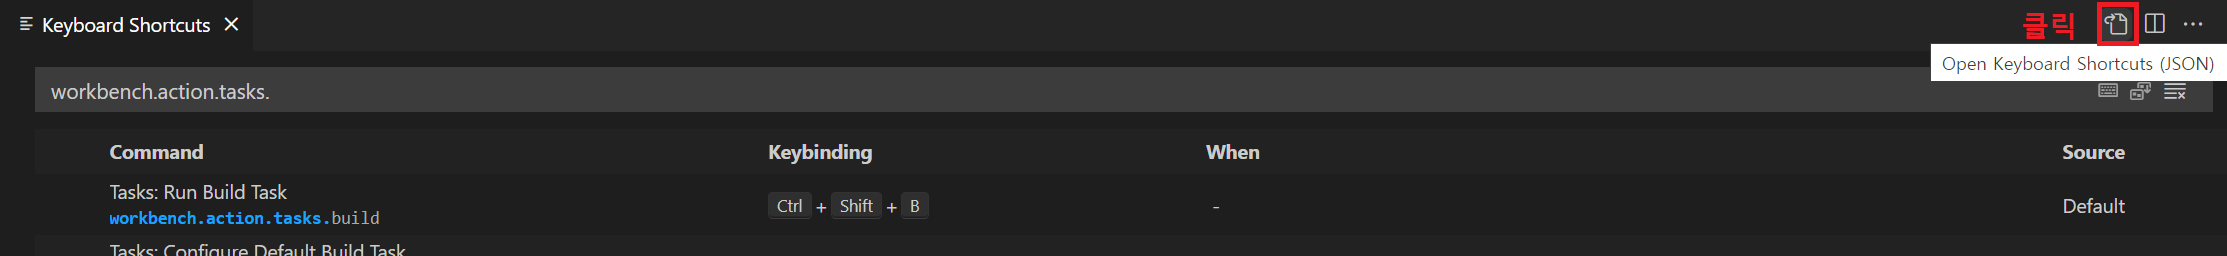 Keyboard Shortcuts
클릭
Open Keyboard Shortcuts (JSON)
workbench.action.tasks.
Command Keybinding When Source
Tasks: Run Build Task
workbench.action.tasks.build
Ctrl + Shift + B - Default
Tasks: Configure Default Build Task